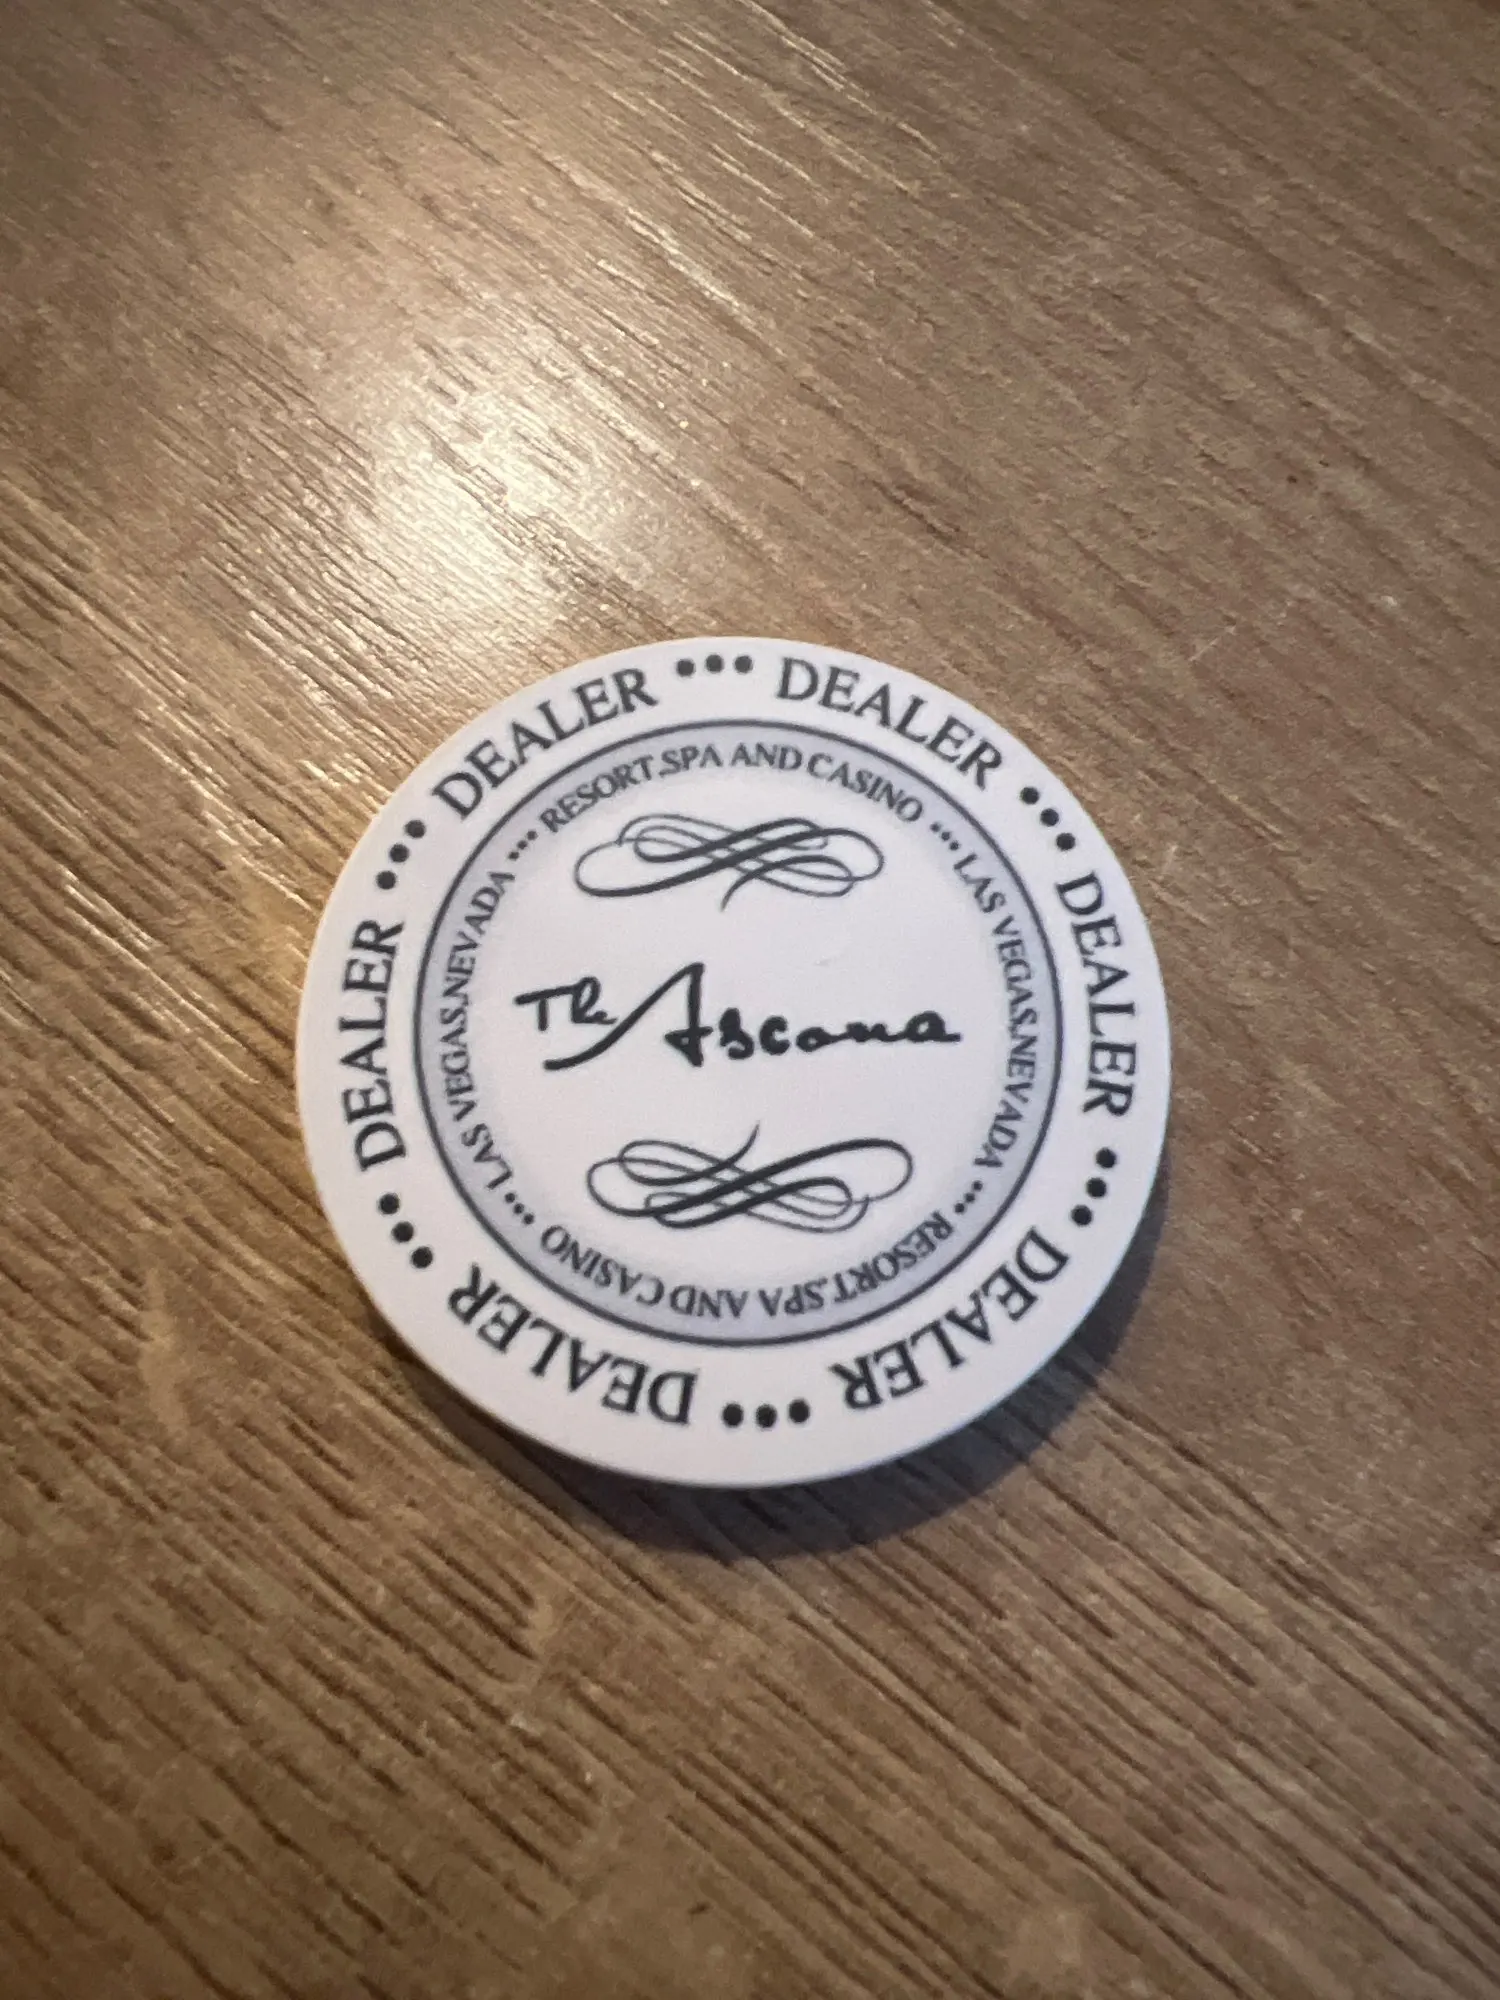 DEALER ••• DEALER ••• DEALER ••• DEALER ••• DEALER ••• DEALER •••
RESORT,SPA AND CASINO ••• LAS VEGAS,NEVADA ••• RESORT,SPA AND CASINO ••• LAS VEGAS,NEVADA •••
The Ascona